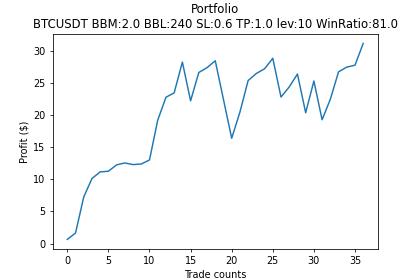 Portfolio
BTCUSDT BBM:2.0 BBL:240 SL:0.6 TP:1.0 lev:10 WinRatio:81.0
30
25
20
15
10
5
0
Profit ($)
0 5 10 15 20 25 30 35
Trade counts